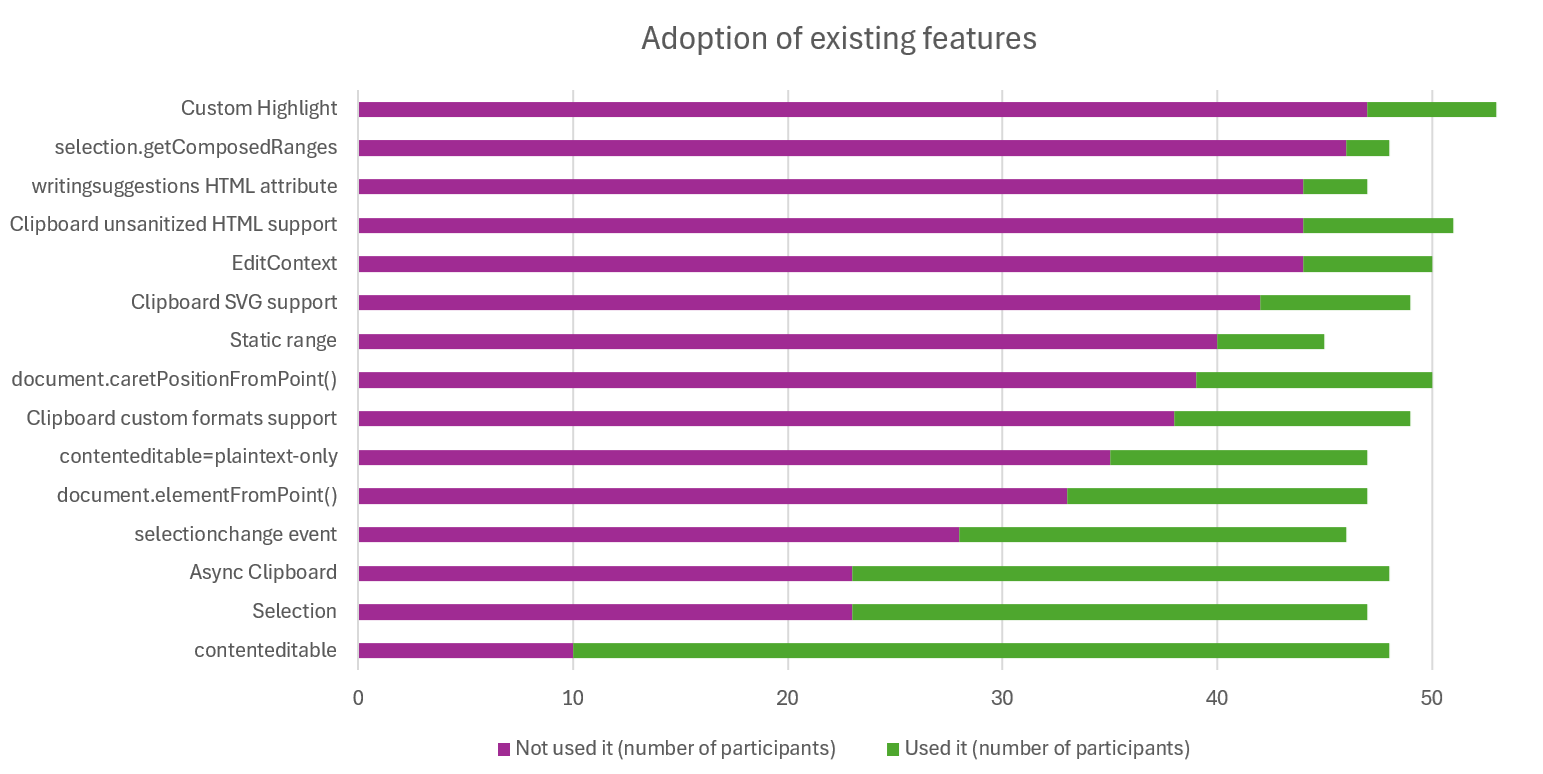 Adoption of existing features
Custom Highlight
selection.getComposedRanges
writingsuggestions HTML attribute
Clipboard unsanitized HTML support
EditContext
Clipboard SVG support
Static range
document.caretPositionFromPoint()
Clipboard custom formats support
contenteditable=plaintext-only
document.elementFromPoint()
selectionchange event
Async Clipboard
Selection
contenteditable
0 10 20 30 40 50
Not used it (number of participants) Used it (number of participants)